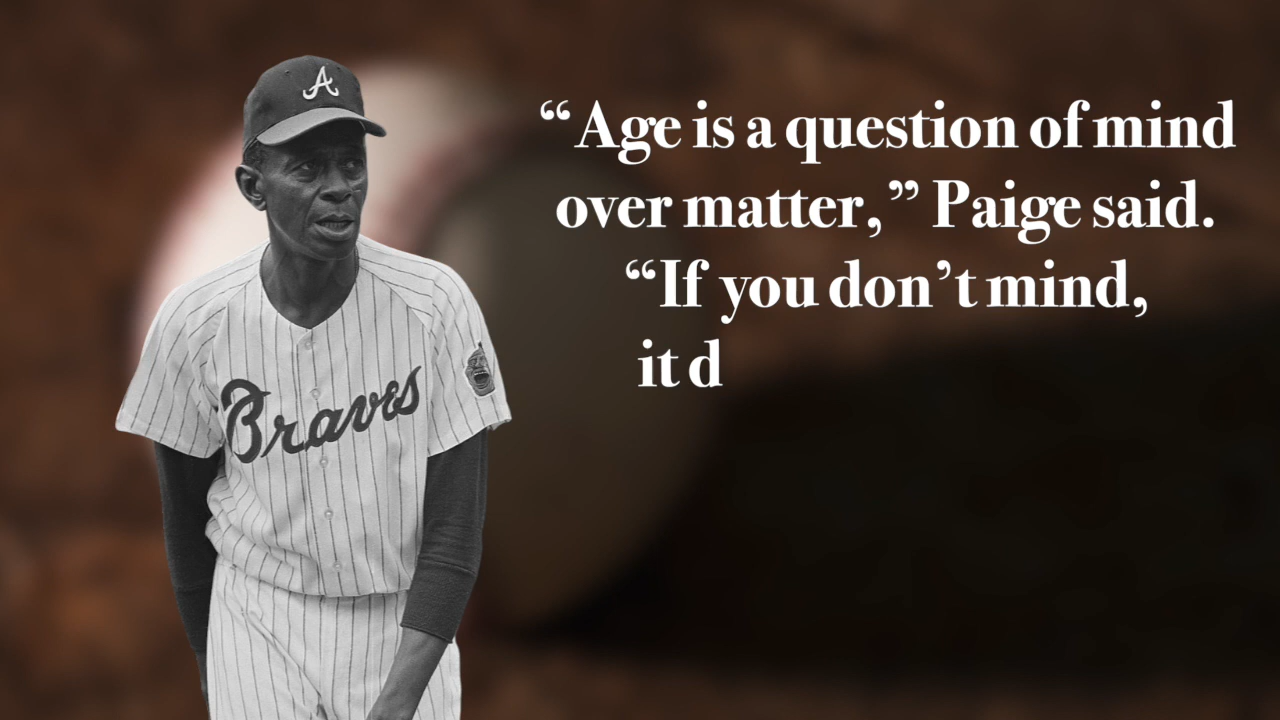 A
Braves
“Age is a question of mind
over matter,” Paige said.
“If you don’t mind,
it d